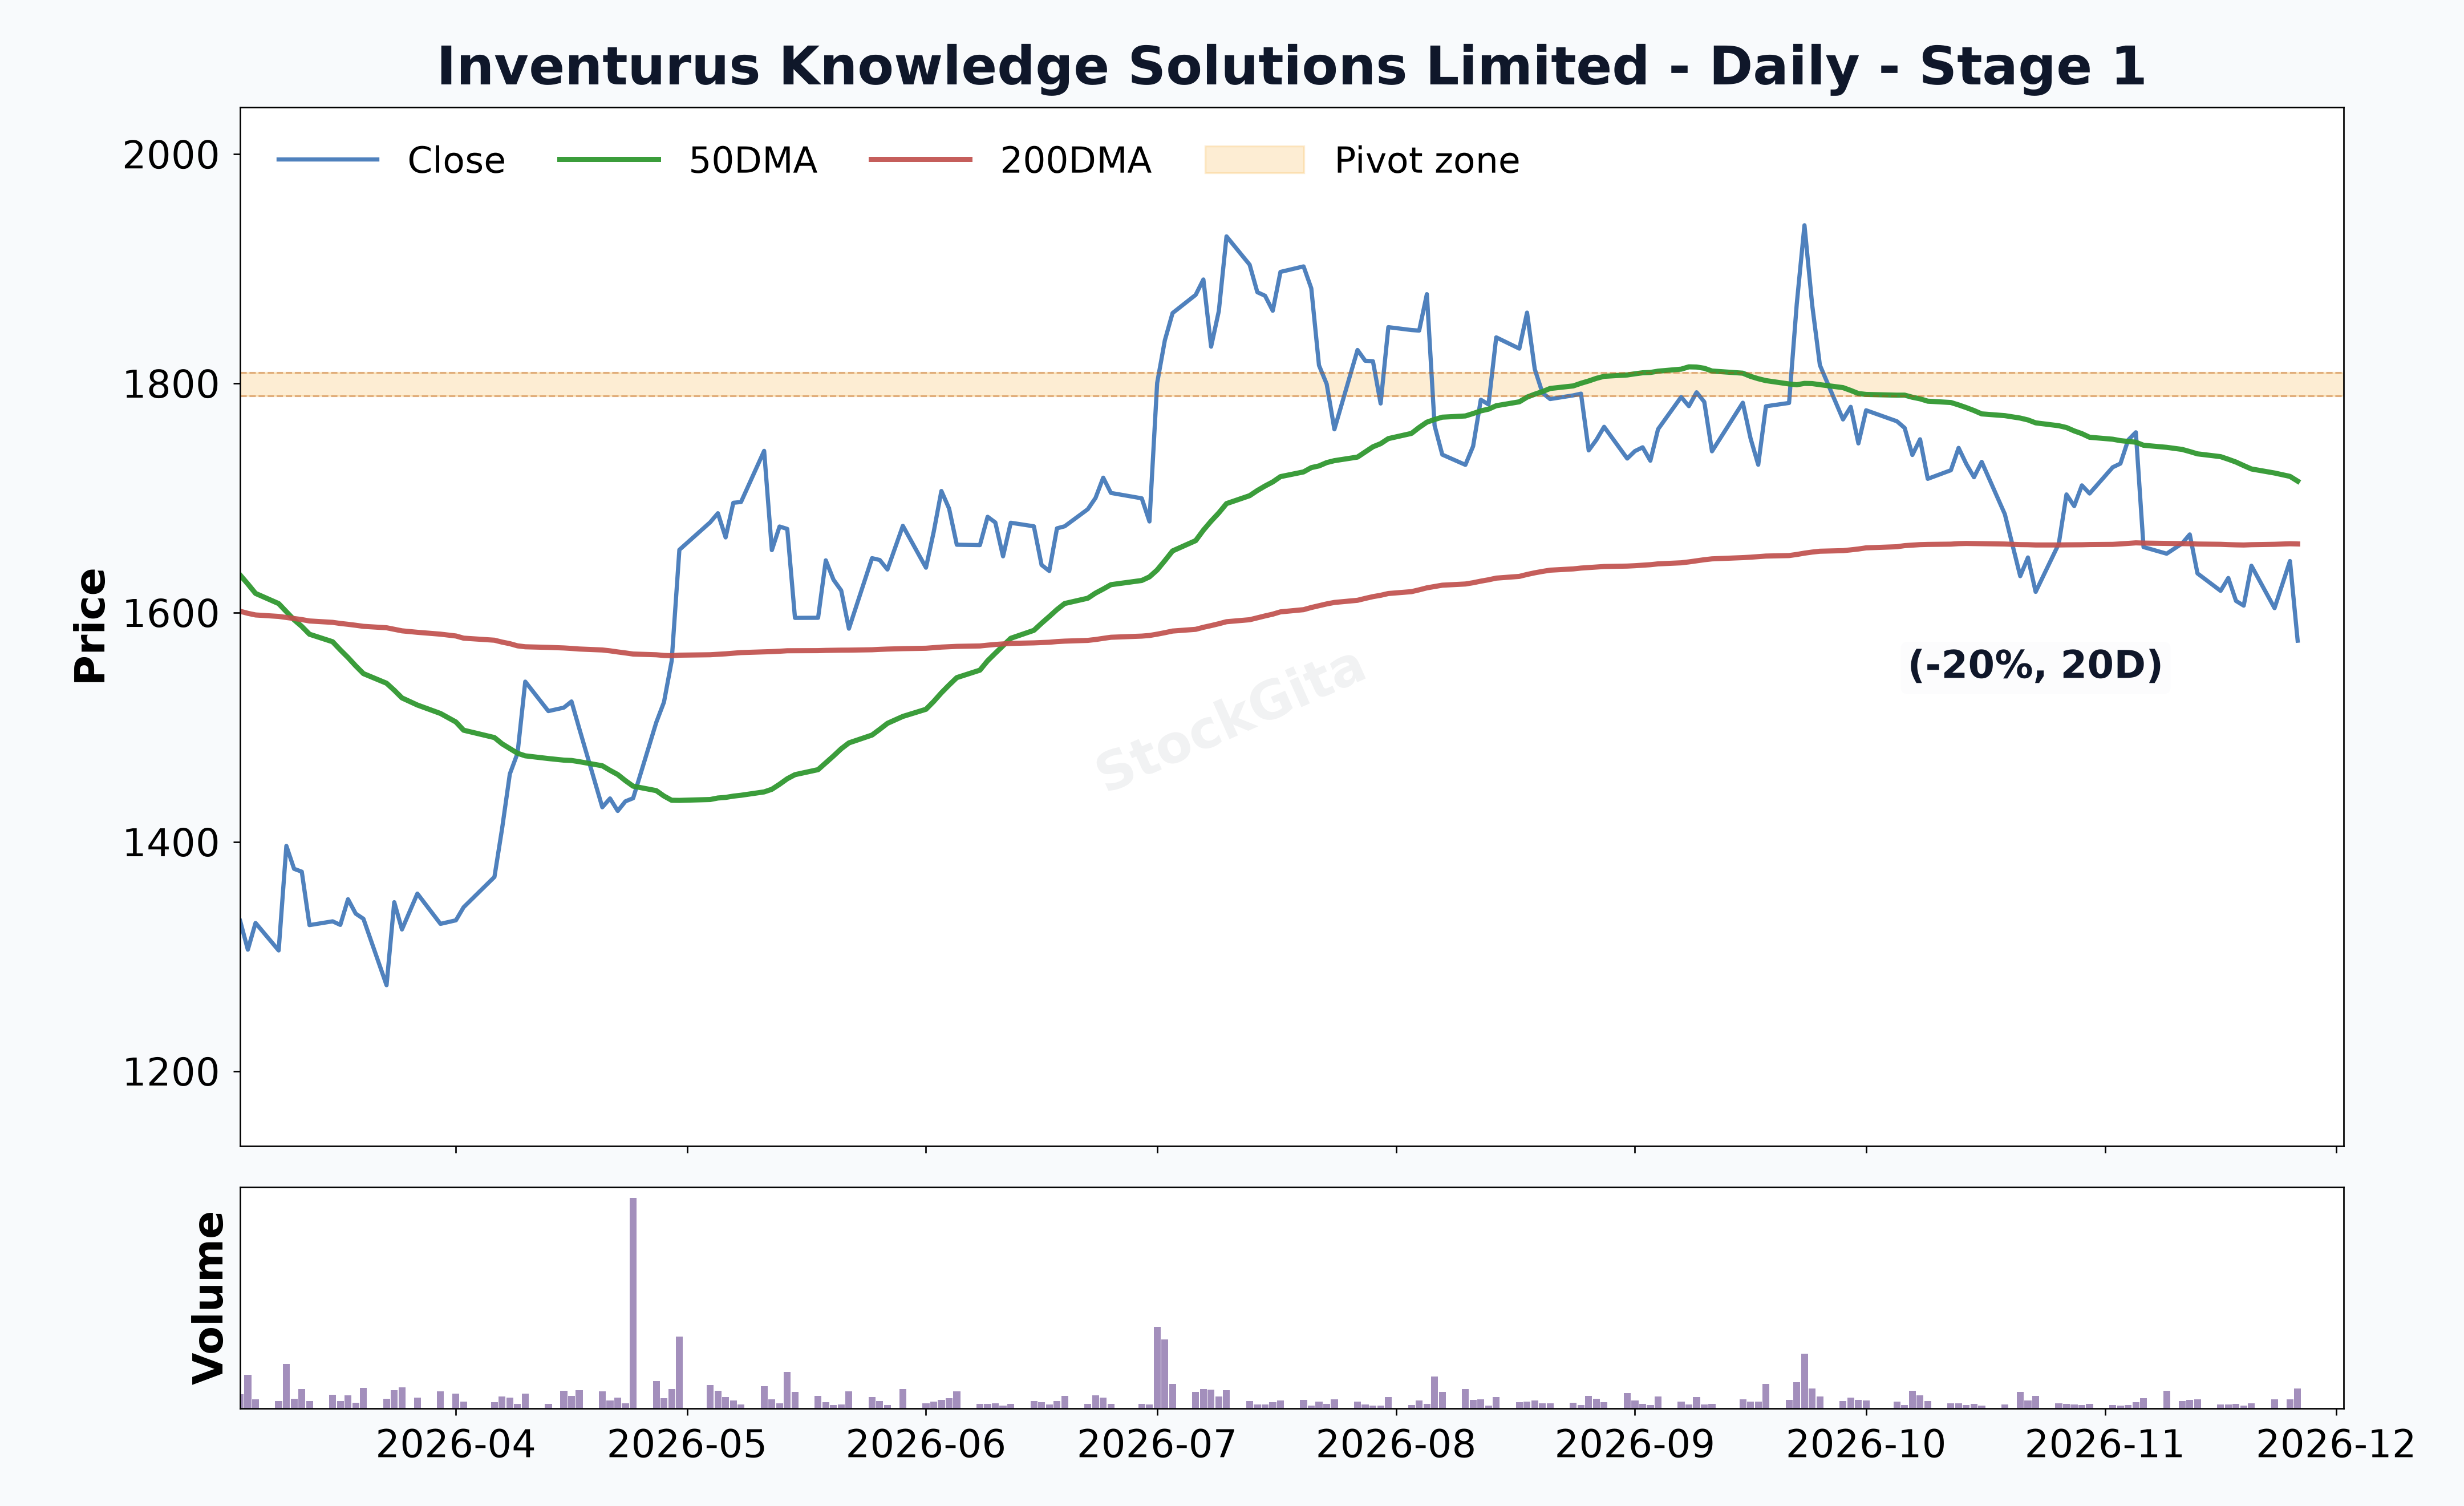 Inventurus Knowledge Solutions Limited - Daily - Stage 1
Close 50DMA 200DMA Pivot zone
2000
1800
1600
1400
1200
Price
(-20%, 20D)
StockGita
Volume
2026-04 2026-05 2026-06 2026-07 2026-08 2026-09 2026-10 2026-11 2026-12